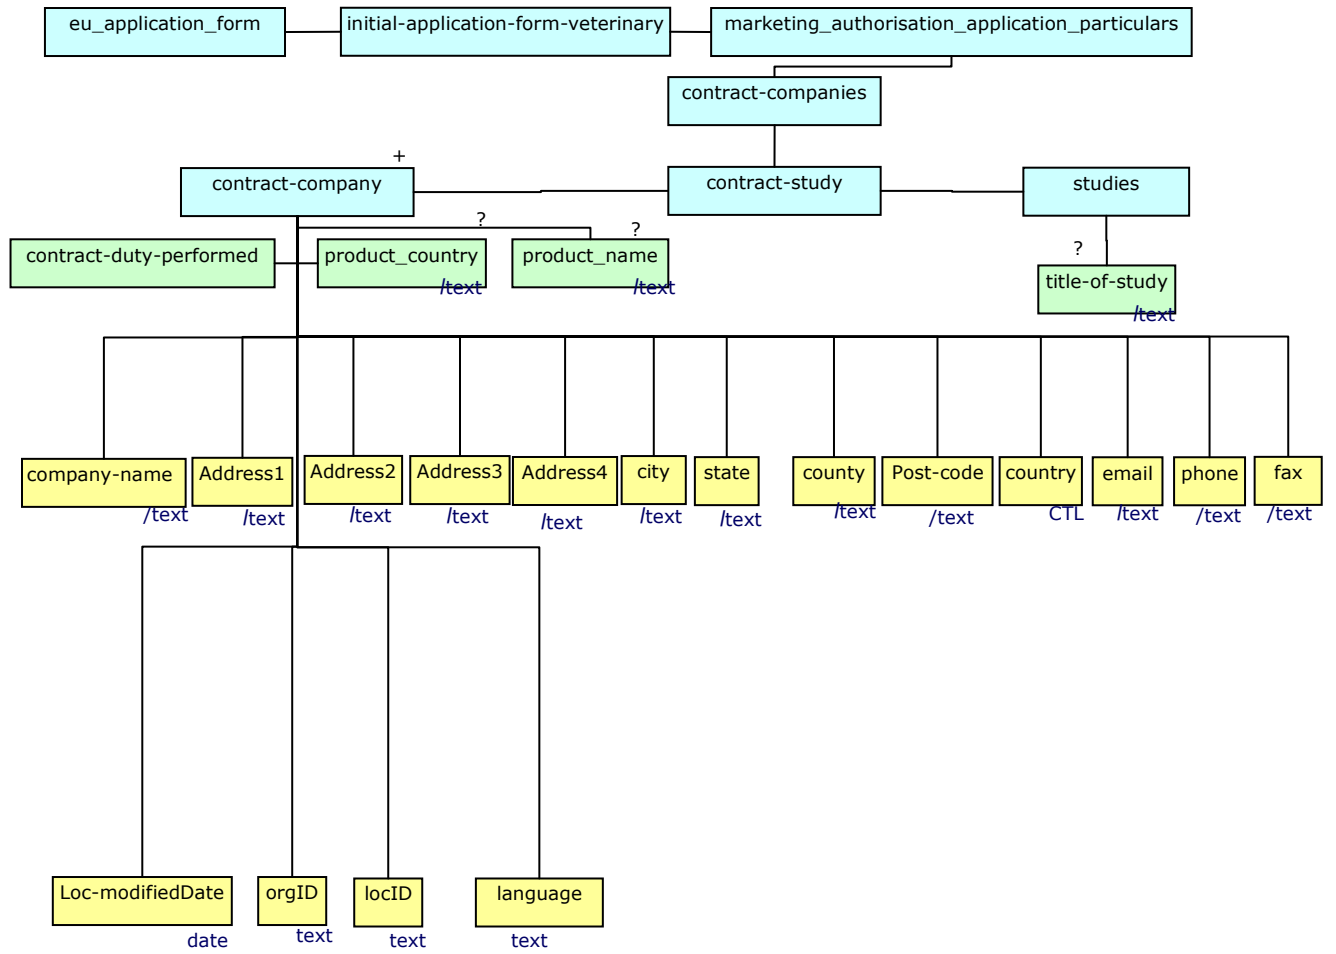 eu_application_form
initial-application-form-veterinary
marketing_authorisation_application_particulars
contract-companies
+
contract-company
contract-study
studies
?
?
?
contract-duty-performed
product_country
/text
product_name
/text
title-of-study
/text
company-name
/text
Address1
/text
Address2
/text
Address3
/text
Address4
/text
city
/text
state
/text
county
/text
Post-code
/text
country
CTL
email
/text
phone
/text
fax
/text
Loc-modifiedDate
date
orgID
text
locID
text
language
text